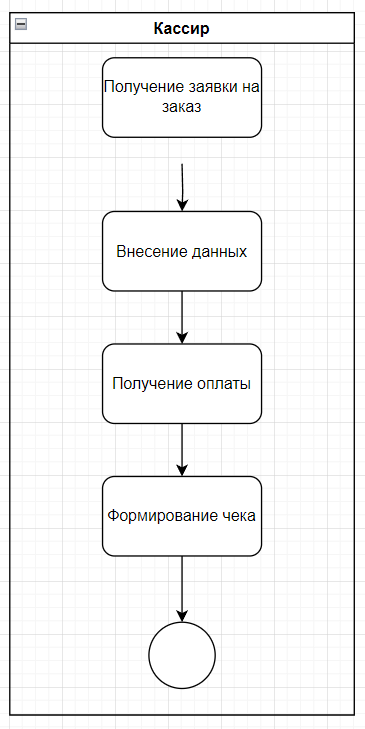 Кассир
Получение заявки на
заказ
Внесение данных
Получение оплаты
Формирование чека